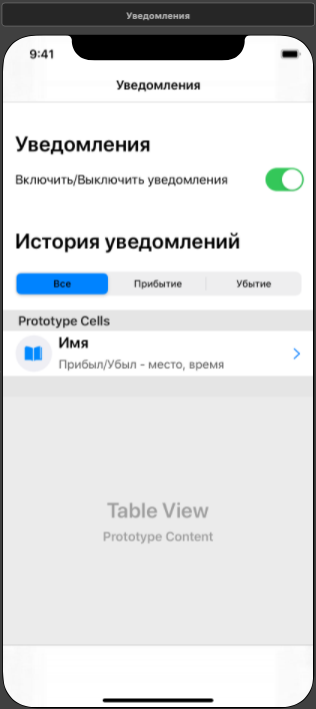 Уведомления
9:41
Уведомления
Уведомления
Включить/Выключить уведомления
История уведомлений
Все Прибытие Убытие
Prototype Cells
Имя
Прибыл/Убыл - место, время
Table View
Prototype Content